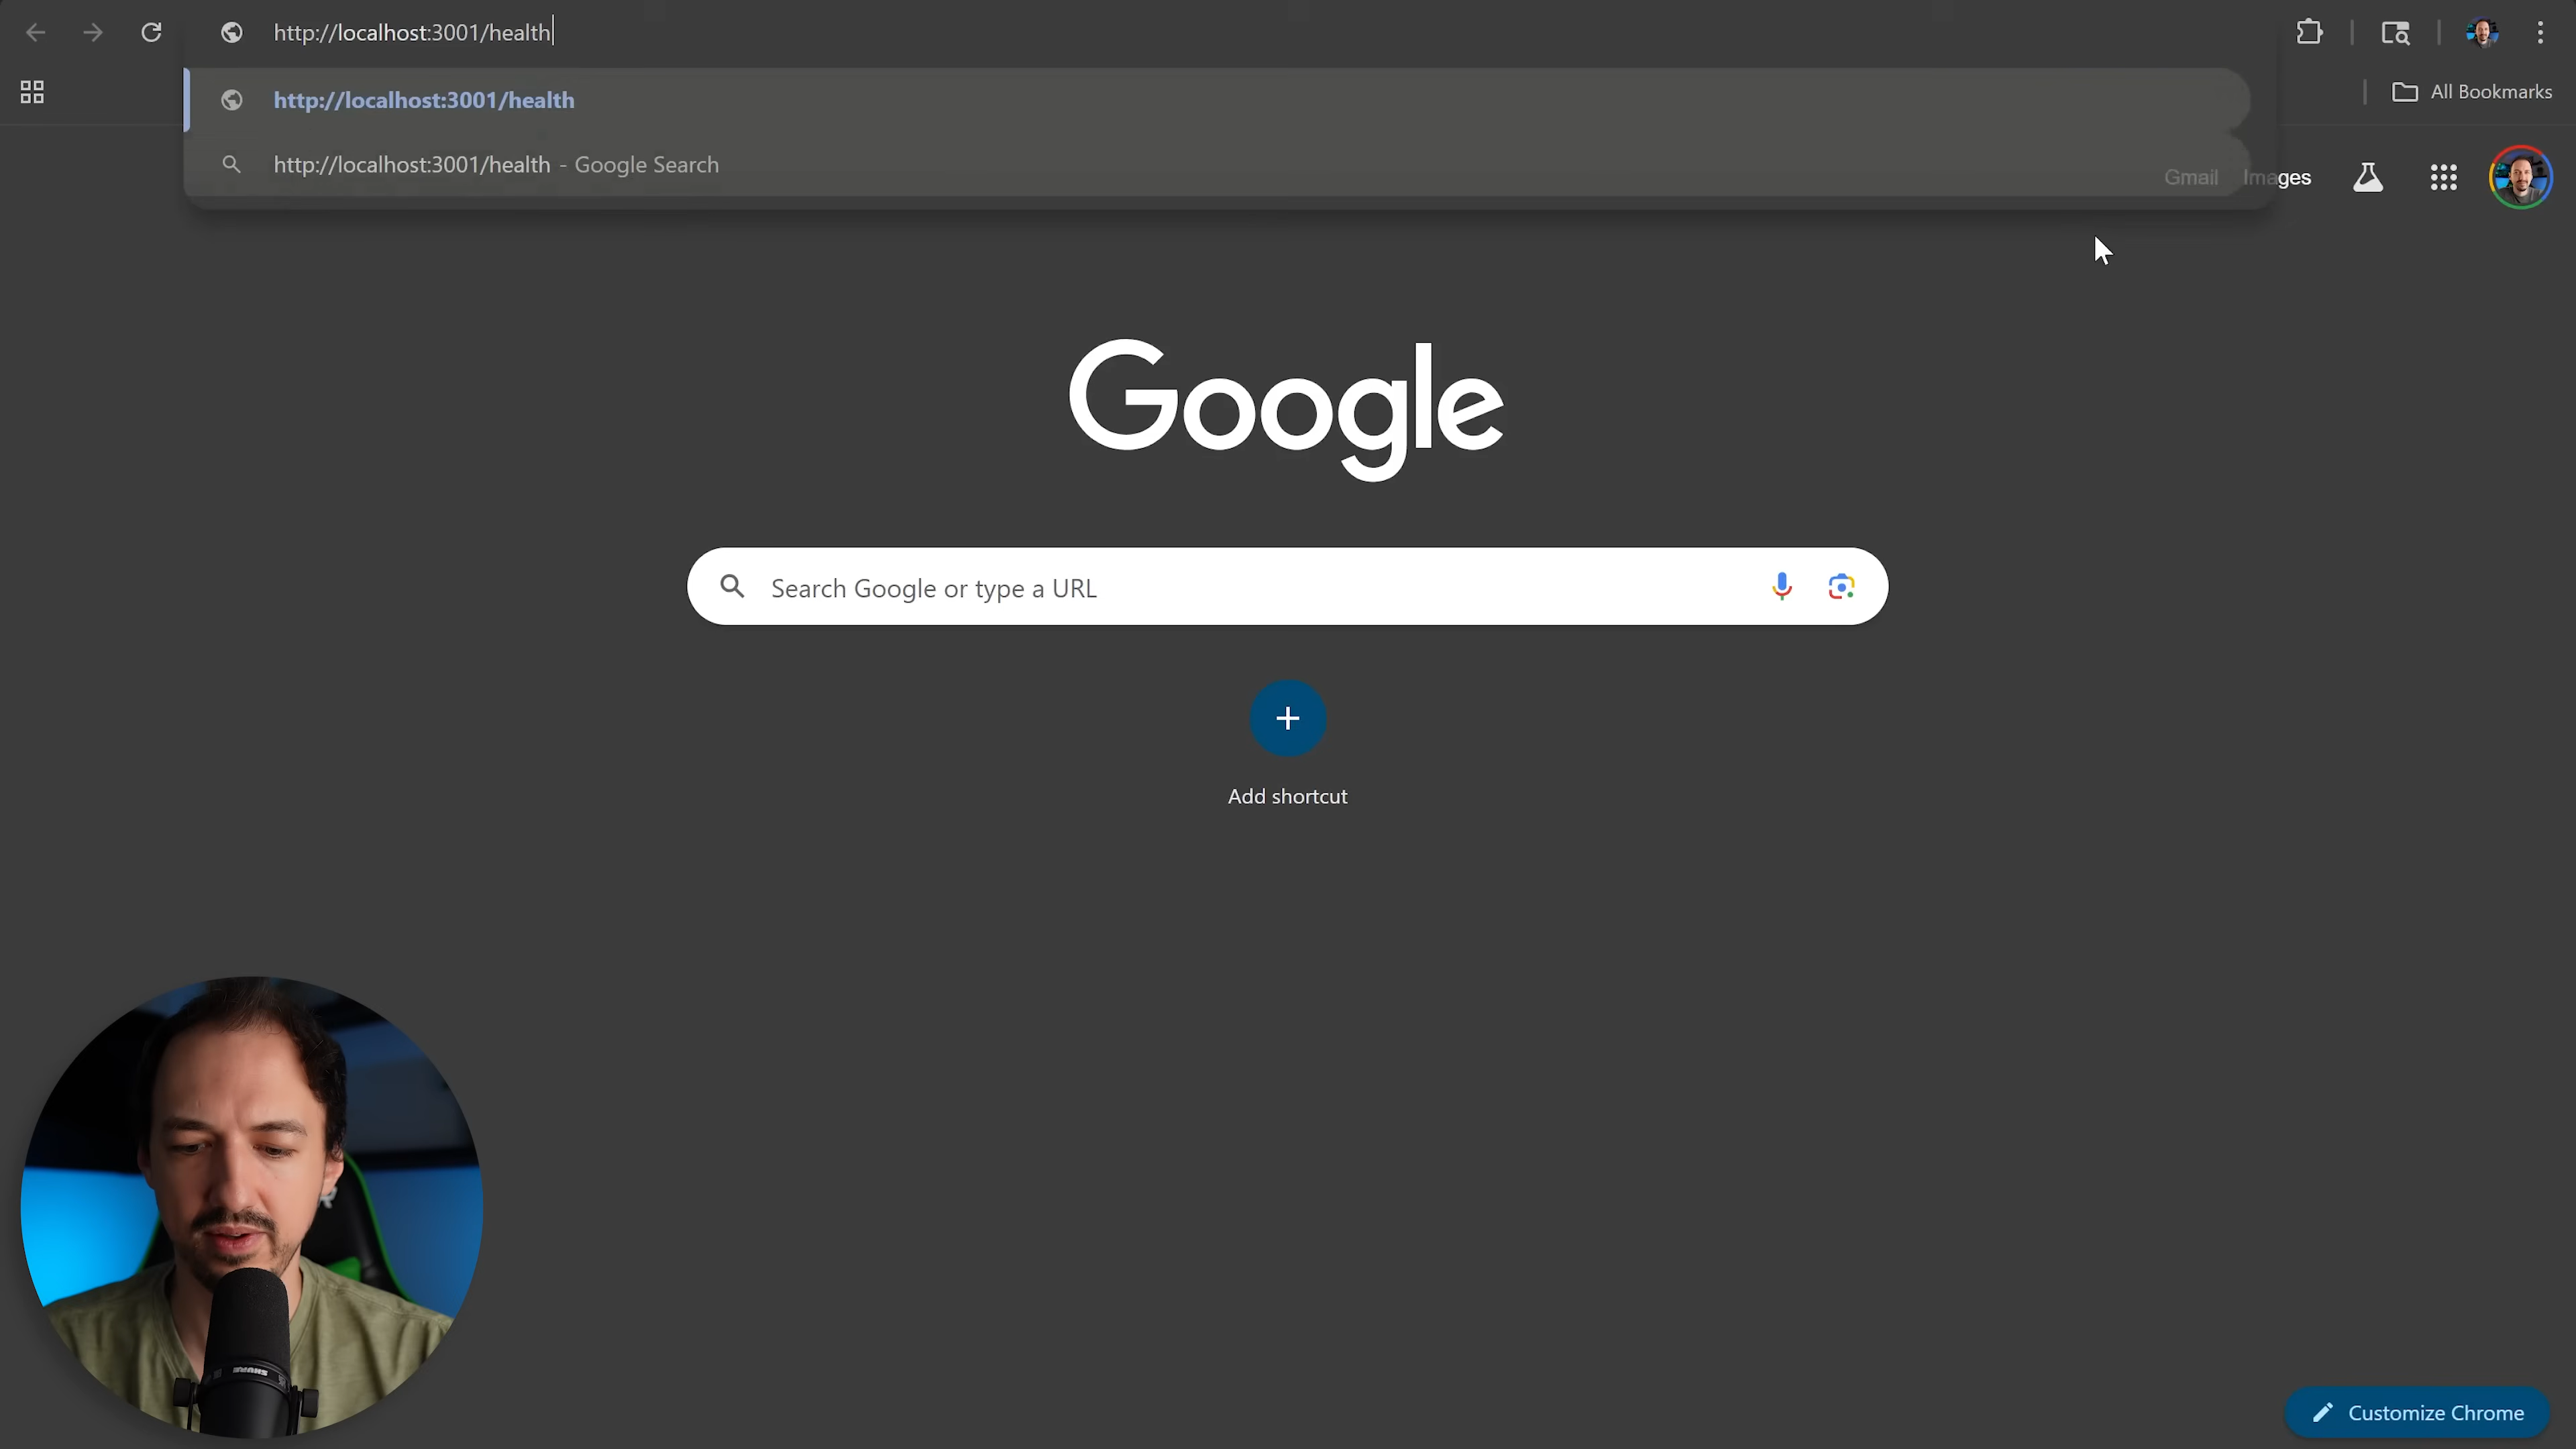 http://localhost:3001/health
All Bookmarks
http://localhost:3001/health
http://localhost:3001/health - Google Search
Gmail Images
Google
Search Google or type a URL
Add shortcut
SHURE
Customize Chrome